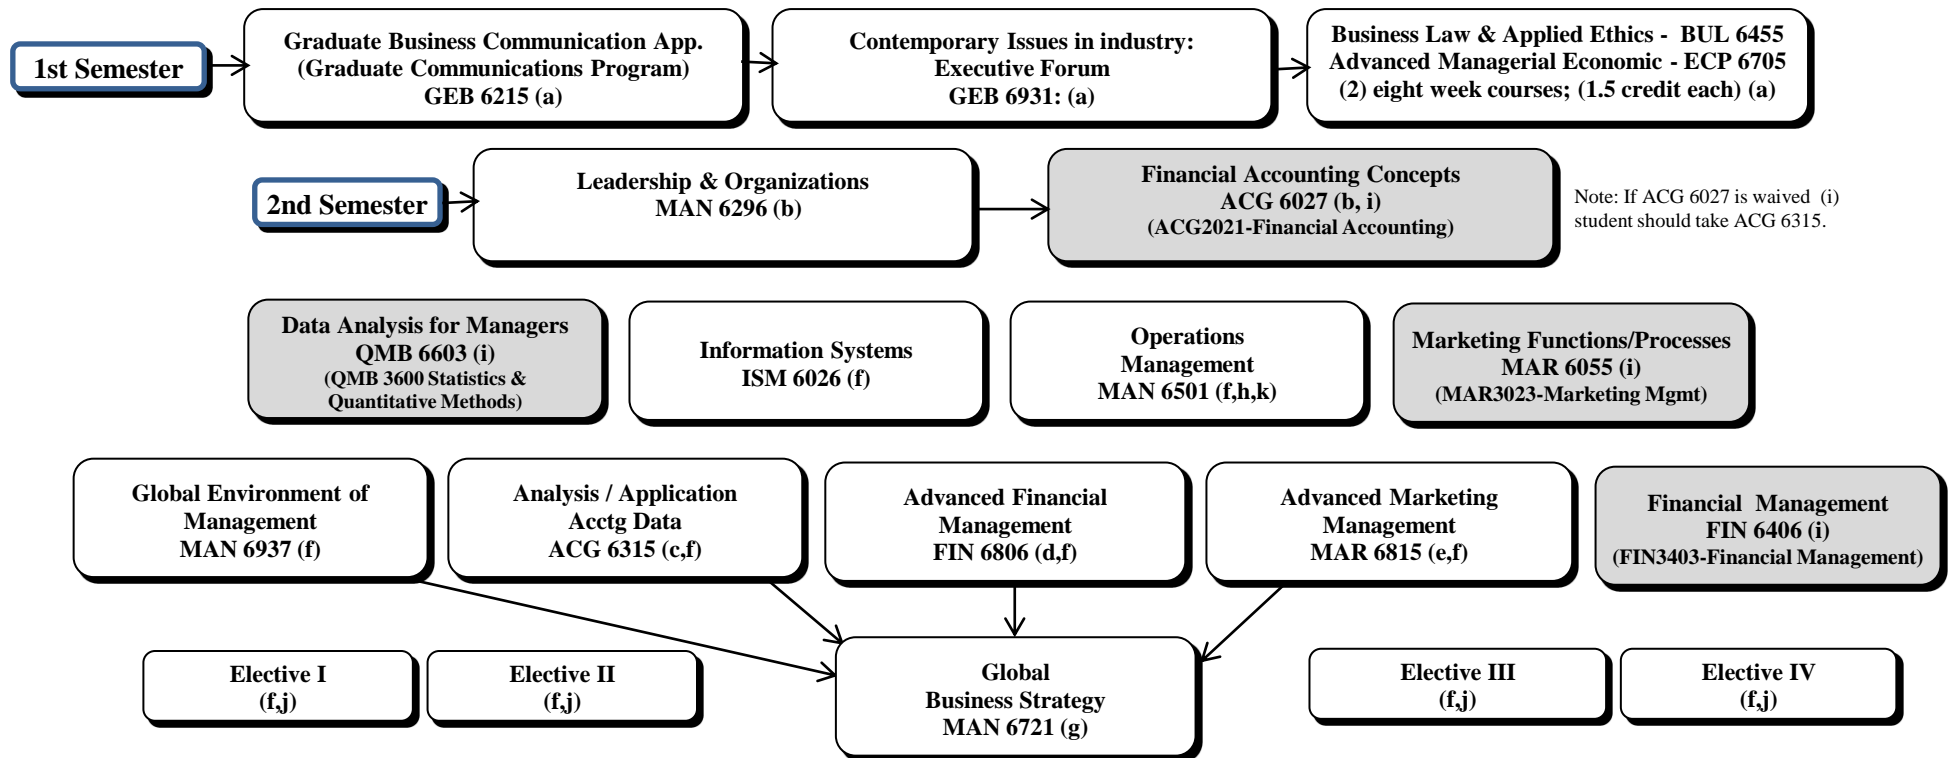 1st Semester
Graduate Business Communication App.
(Graduate Communications Program)
GEB 6215 (a)
Contemporary Issues in industry:
Executive Forum
GEB 6931: (a)
Business Law & Applied Ethics - BUL 6455
Advanced Managerial Economic - ECP 6705
(2) eight week courses; (1.5 credit each) (a)
2nd Semester
Leadership & Organizations
MAN 6296 (b)
Financial Accounting Concepts
ACG 6027 (b, i)
(ACG2021-Financial Accounting)
Note: If ACG 6027 is waived (i)
student should take ACG 6315.
Data Analysis for Managers
QMB 6603 (i)
(QMB 3600 Statistics &
Quantitative Methods)
Information Systems
ISM 6026 (f)
Operations
Management
MAN 6501 (f,h,k)
Marketing Functions/Processes
MAR 6055 (i)
(MAR3023-Marketing Mgmt)
Global Environment of
Management
MAN 6937 (f)
Analysis / Application
Acctg Data
ACG 6315 (c,f)
Advanced Financial
Management
FIN 6806 (d,f)
Advanced Marketing
Management
MAR 6815 (e,f)
Financial Management
FIN 6406 (i)
(FIN3403-Financial Management)
Elective I
(f,j)
Elective II
(f,j)
Global
Business Strategy
MAN 6721 (g)
Elective III
(f,j)
Elective IV
(f,j)